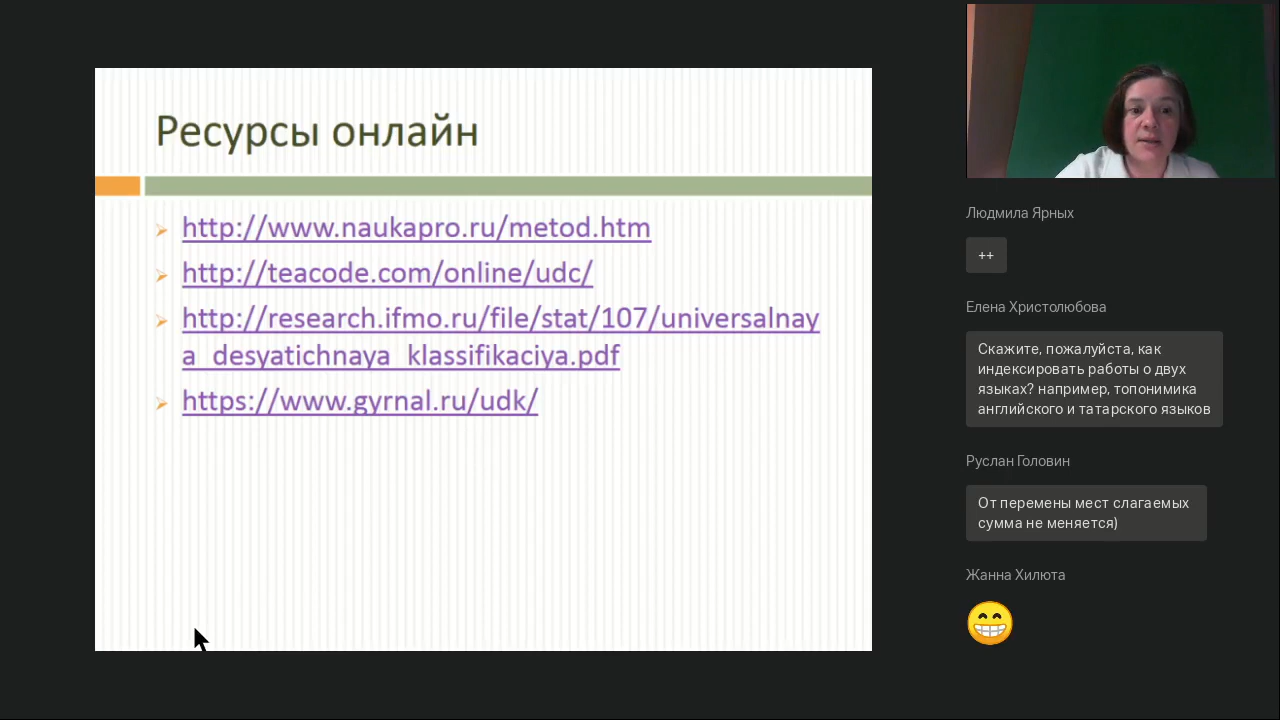 Ресурсы онлайн
http://www.naukapro.ru/metod.htm
http://teacode.com/online/udc/
http://research.ifmo.ru/file/stat/107/universalnay
a_desyatichnaya_klassifikaciya.pdf
https://www.gyrnal.ru/udk/
Людмила Ярных
++
Елена Христолюбова
Скажите, пожалуйста, как
индексировать работы о двух
языках? например, топонимика
английского и татарского языков
Руслан Головин
От перемены мест слагаемых
сумма не меняется)
Жанна Хилюта